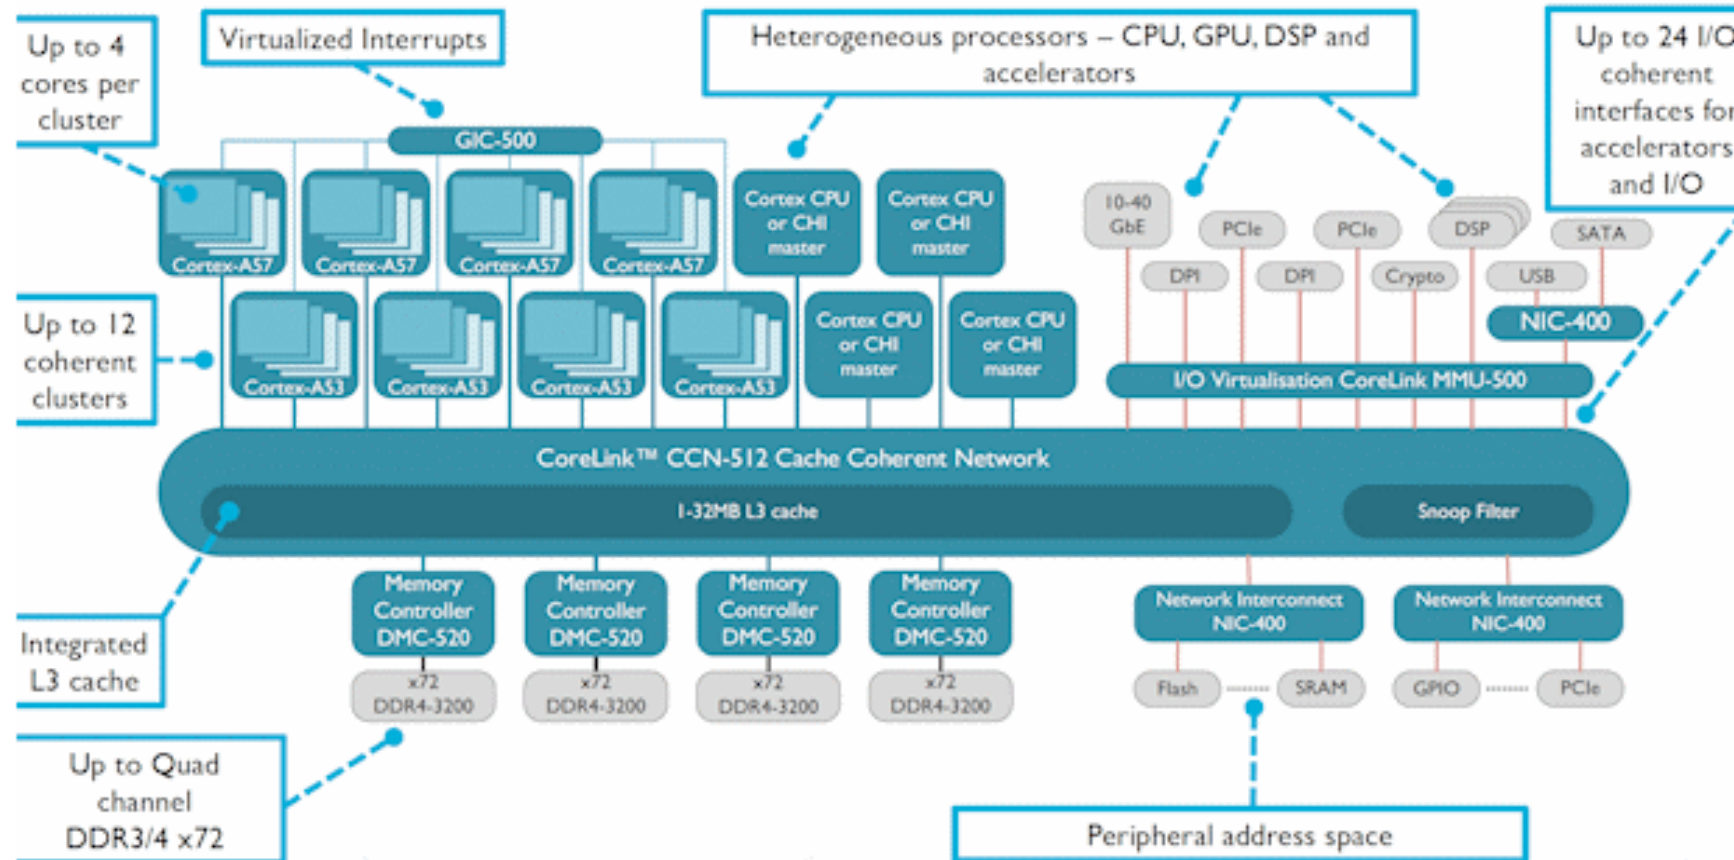 Up to 4
cores per
cluster
Virtualized Interrupts
Heterogeneous processors – CPU, GPU, DSP and
accelerators
Up to 24 I/O
coherent
interfaces for
accelerators
and I/O
GIC-500
Cortex-A57
Cortex-A57
Cortex-A57
Cortex-A57
Cortex CPU
or CHI
master
Cortex CPU
or CHI
master
10-40
GbE
PCIe
PCIe
DSP
SATA
DPI
DPI
Crypto
USB
NIC-400
Up to 12
coherent
clusters
Cortex-A53
Cortex-A53
Cortex-A53
Cortex-A53
Cortex CPU
or CHI
master
Cortex CPU
or CHI
master
I/O Virtualisation CoreLink MMU-500
CoreLink™ CCN-512 Cache Coherent Network
1-32MB L3 cache
Snoop Filter
Integrated
L3 cache
Memory
Controller
DMC-520
Memory
Controller
DMC-520
Memory
Controller
DMC-520
Memory
Controller
DMC-520
Network Interconnect
NIC-400
Network Interconnect
NIC-400
x72
DDR4-3200
x72
DDR4-3200
x72
DDR4-3200
x72
DDR4-3200
Flash
SRAM
GPIO
PCIe
Up to Quad
channel
DDR3/4 x72
Peripheral address space